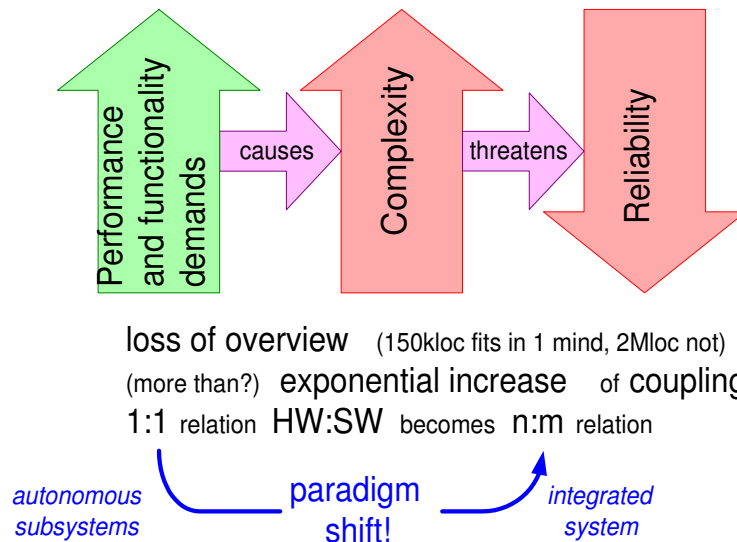 Performance
and functionality
demands
causes
Complexity
threatens
Reliability
loss of overview (150kloc fits in 1 mind, 2Mloc not)
(more than?) exponential increase of coupling
1:1 relation HW:SW becomes n:m relation
autonomous
subsystems
paradigm
shift!
integrated
system